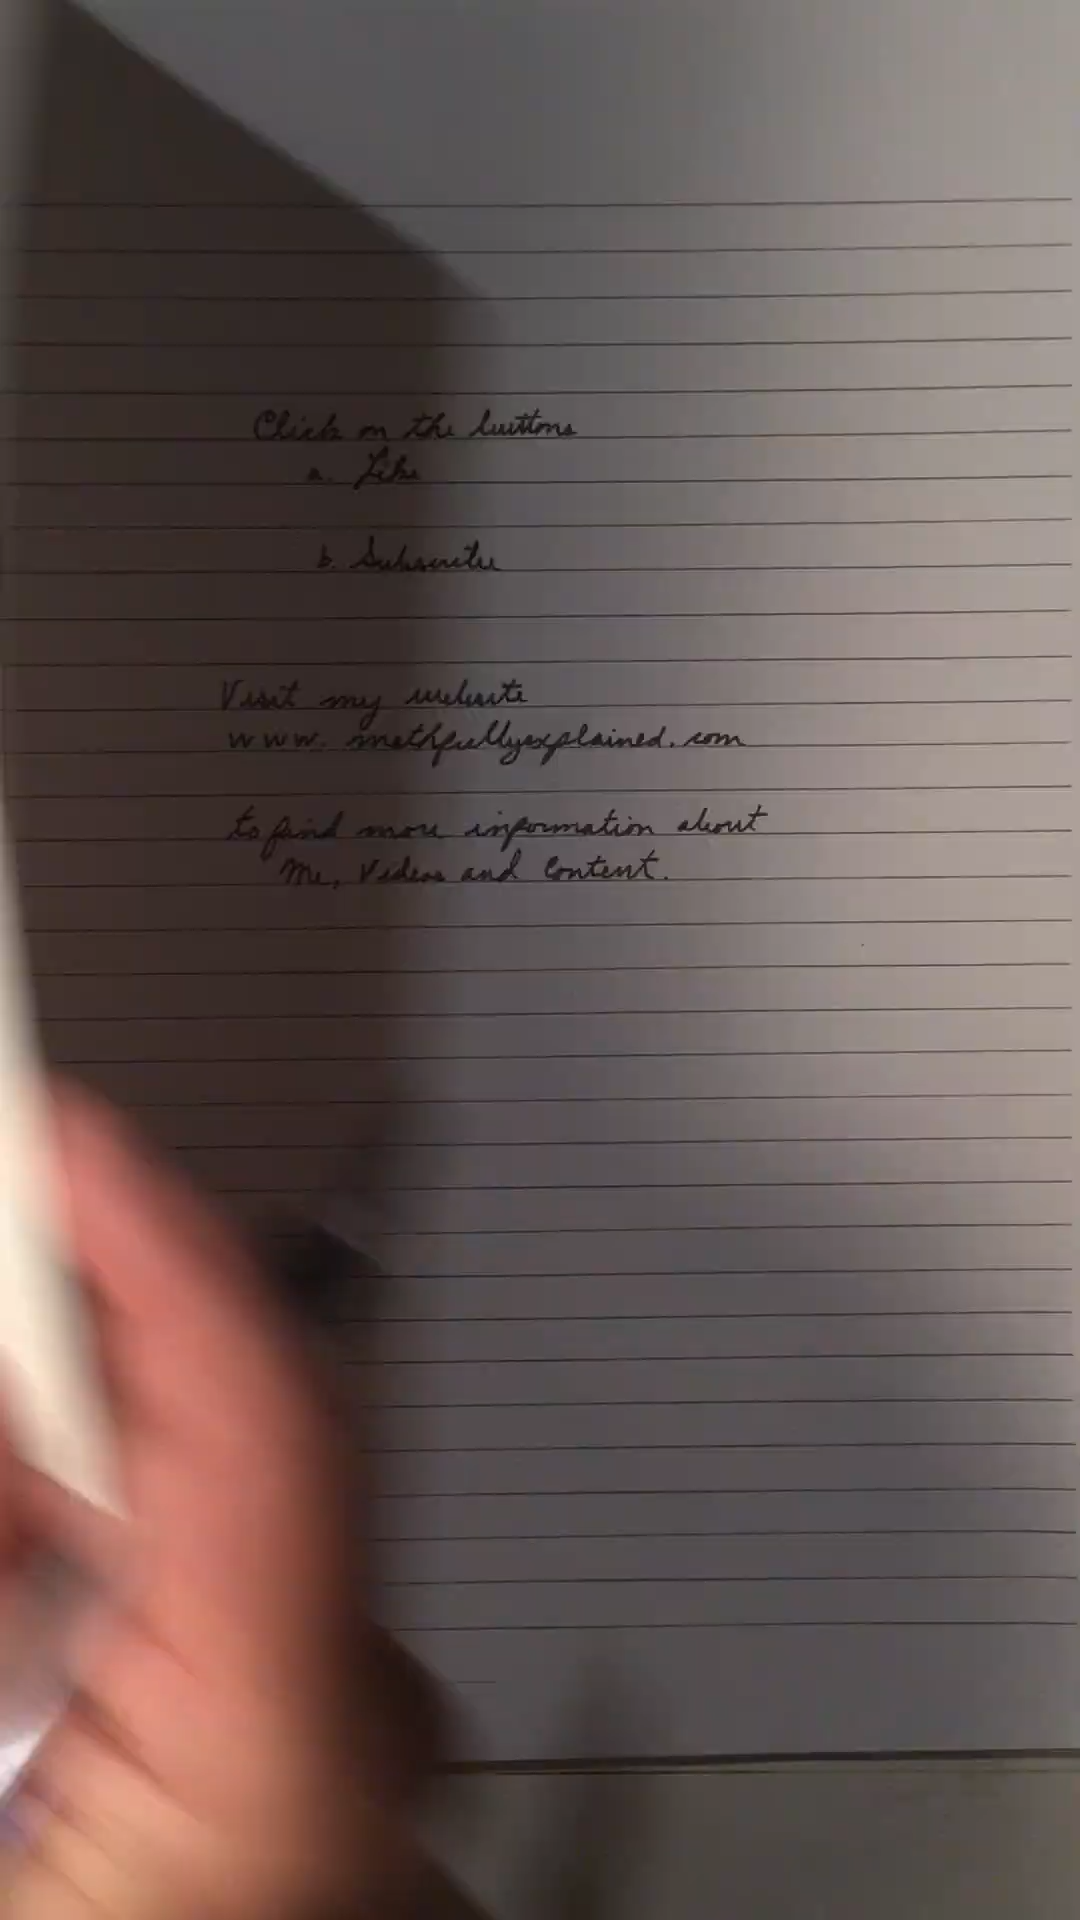 Click on the buttons
a. Like
b. Subscribe
Visit my website
www.mathfullyexplained.com
to find more information about
Me, Videos and Content.